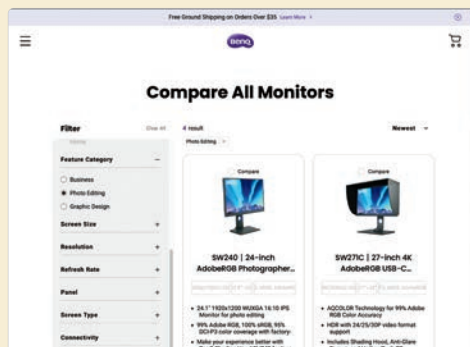 Free Ground Shipping on Orders Over $35 Learn More >
BenQ
Compare All Monitors
Filter
Clear All
4 result
Newest
Photo Editing ×
Feature Category −
Business
Photo Editing
Graphic Design
Screen Size +
Resolution +
Refresh Rate +
Panel +
Screen Type +
Connectivity +
Compare
SW240 | 24-inch
AdobeRGB Photographer...
• 24.1" 1920x1200 WUXGA 16:10 IPS
Monitor for photo editing
• 99% Adobe RGB, 100% sRGB, 95%
DCI-P3 color coverage with factory-
• Make your experience better with
Compare
SW271C | 27-inch 4K
AdobeRGB USB-C...
• AQCOLOR Technology for 99% Adobe
RGB Color Accuracy
• HDR with 24/25/30P video format
support
• Includes Shading Hood, Anti-Glare